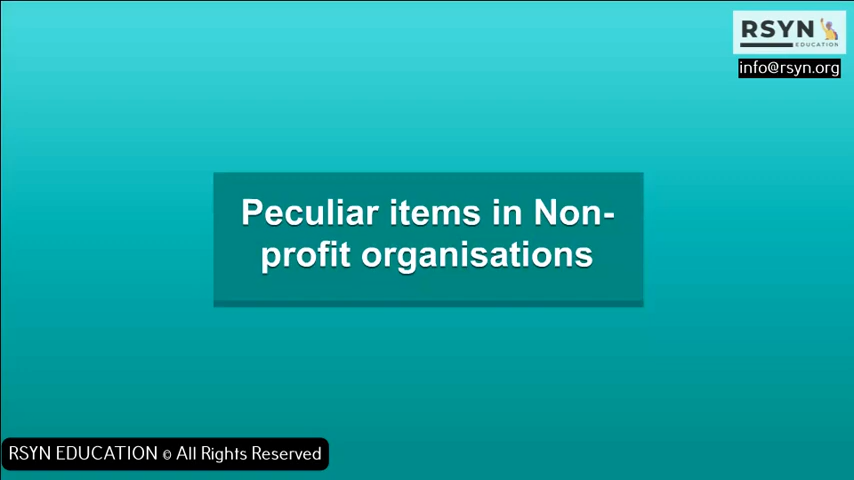 RSYN
EDUCATION
info@rsyn.org
Peculiar items in Non-
profit organisations
RSYN EDUCATION © All Rights Reserved